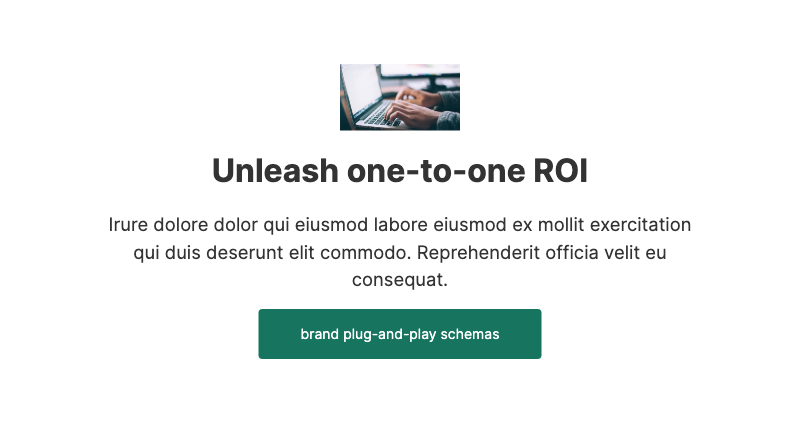 Unleash one-to-one ROI
Irure dolore dolor qui eiusmod labore eiusmod ex mollit exercitation
qui duis deserunt elit commodo. Reprehenderit officia velit eu
consequat.
brand plug-and-play schemas